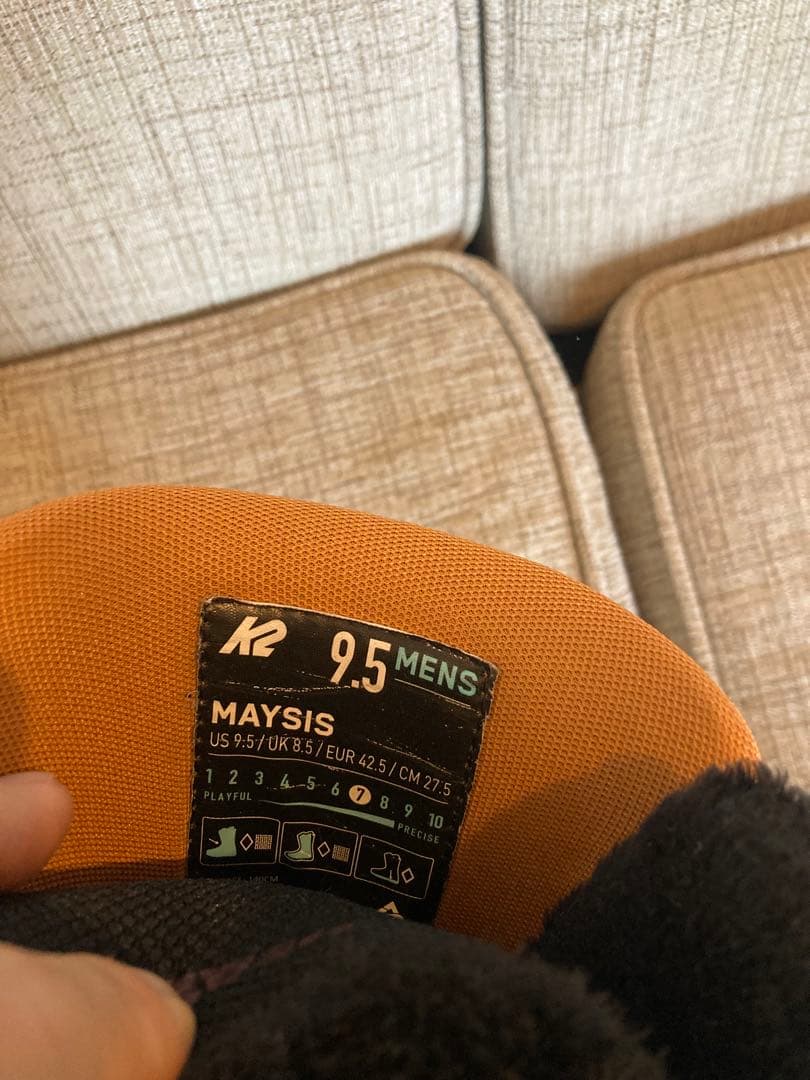 K2 9.5 MENS
MAYSIS
US 9.5 / UK 8.5 / EUR 42.5 / CM 27.5
1 2 3 4 5 6 7 8 9 10
PLAYFUL PRECISE